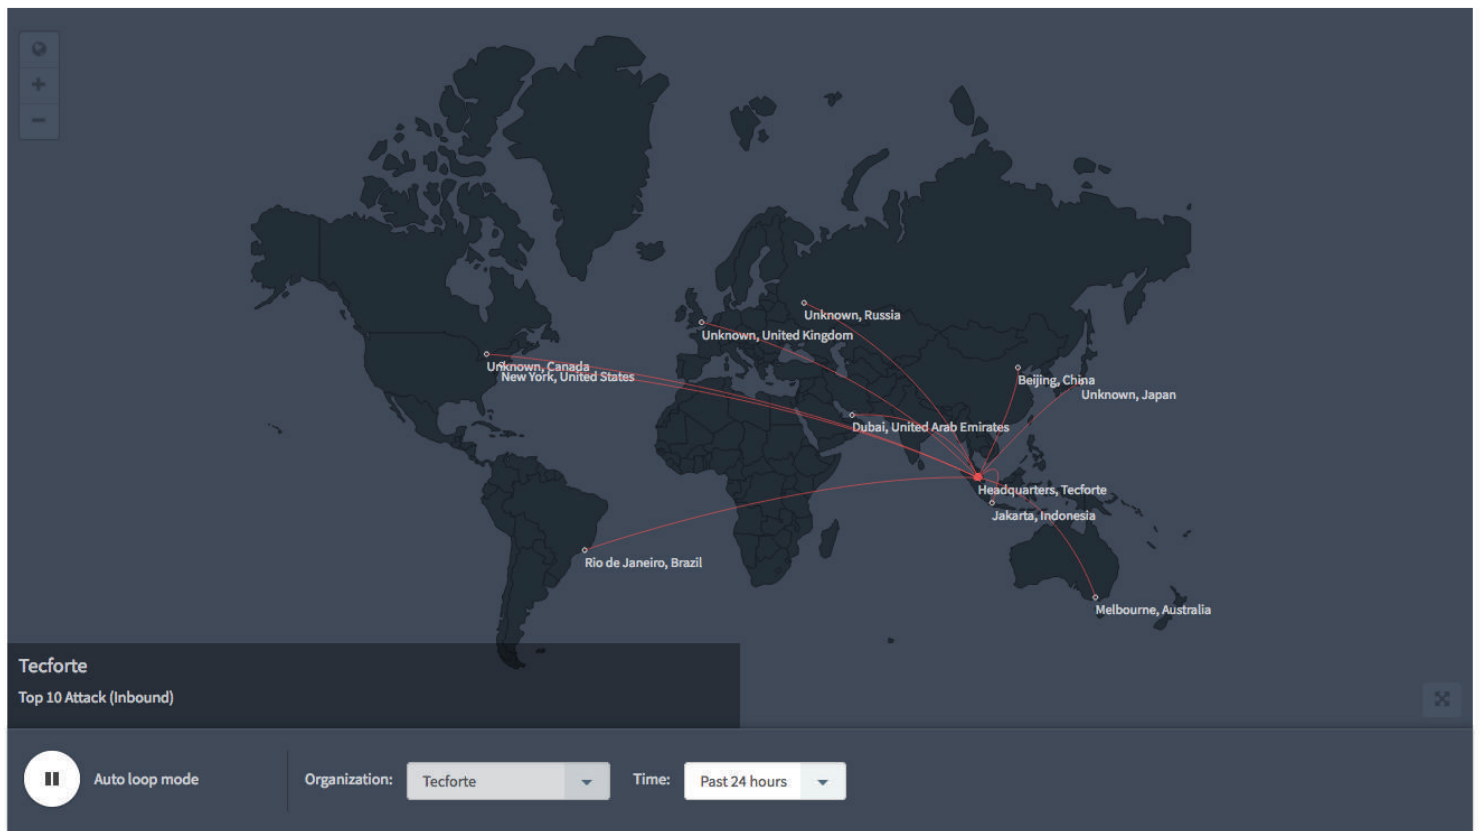 Unknown, Russia
Unknown, United Kingdom
Unknown, Canada
New York, United States
Beijing, China
Unknown, Japan
Dubai, United Arab Emirates
Headquarters, Tecforte
Jakarta, Indonesia
Rio de Janeiro, Brazil
Melbourne, Australia
Tecforte
Top 10 Attack (Inbound)
Auto loop mode
Organization: Tecforte Time: Past 24 hours